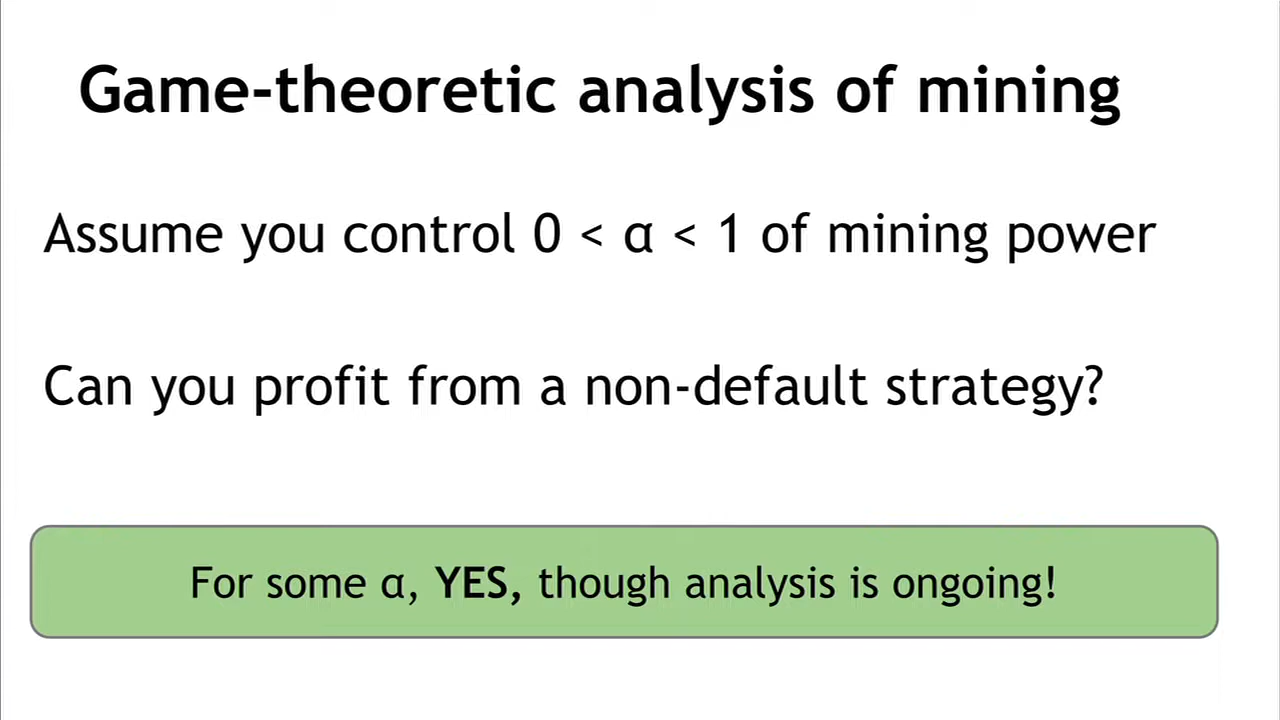 Game-theoretic analysis of mining
Assume you control 0 < α < 1 of mining power
Can you profit from a non-default strategy?
For some α, YES, though analysis is ongoing!